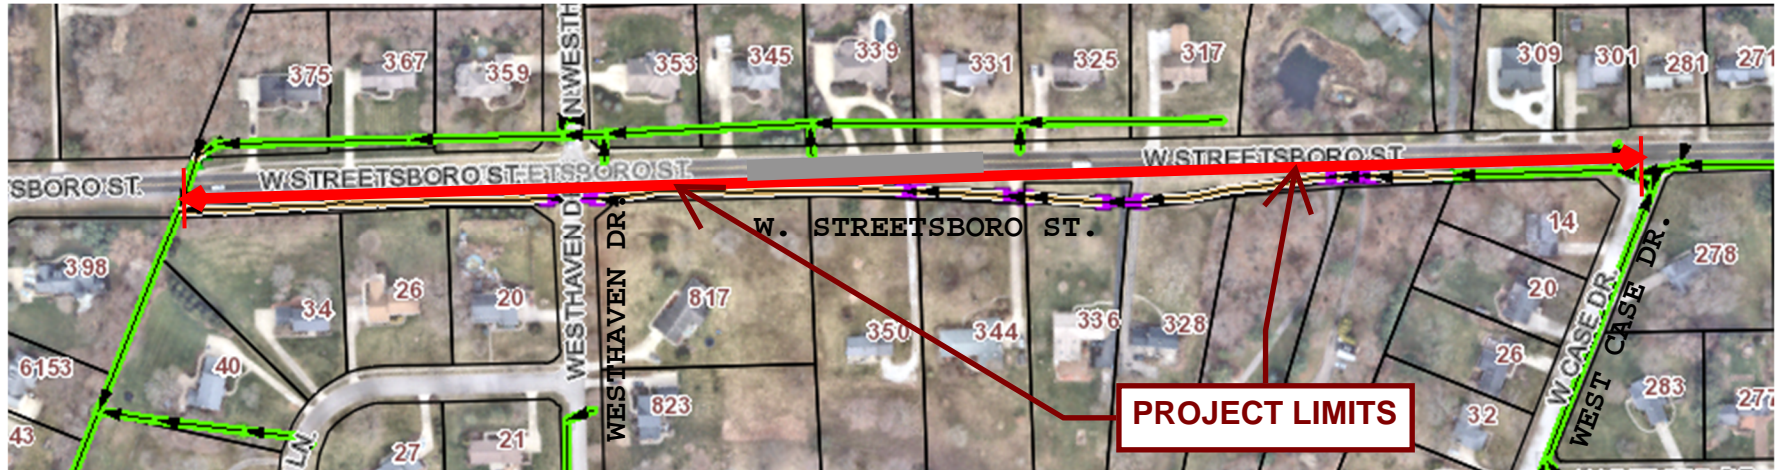 375
367
359
N WESTH
353
345
339
331
325
317
309
301
281
271
SBORO ST.
W STREETSBORO ST.
ETSBORO ST.
W STREETSBORO ST.
W. STREETSBORO ST.
WESTHAVEN DR.
WESTHAVEN DR.
398
34
26
20
817
350
344
336
328
14
278
20
W CASE DR.
WEST CASE DR.
6153
40
823
26
283
277
PROJECT LIMITS
32
43
LN.
27
21